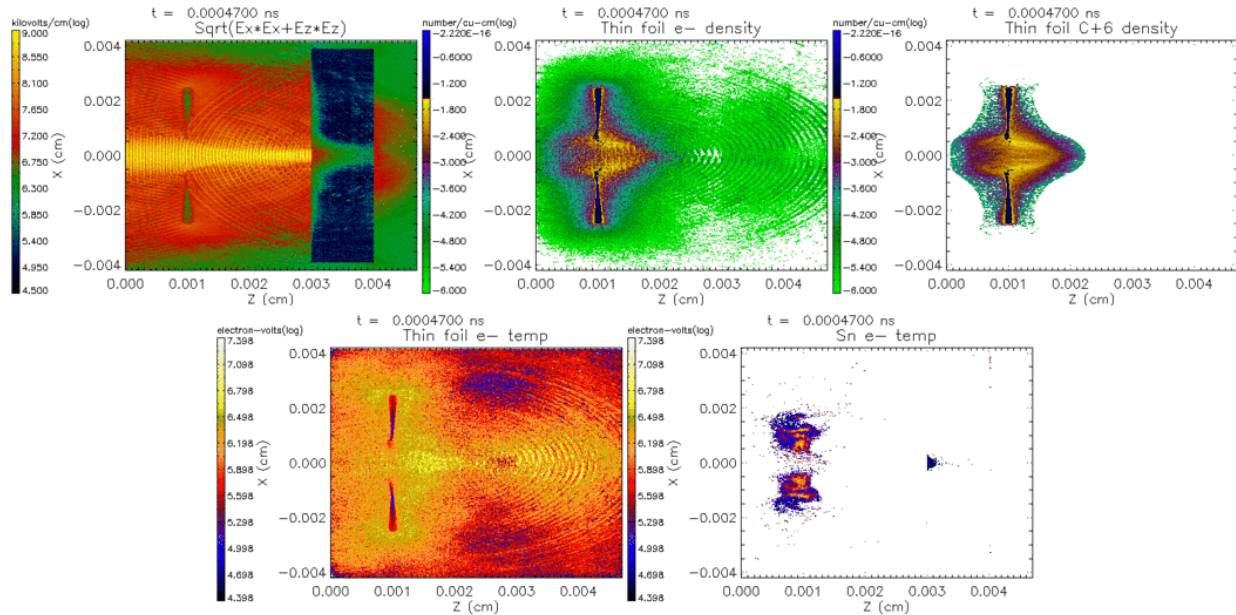 t = 0.0004700 ns
kilovolts/cm(log)
Sqrt(Ex*Ex+Ez*Ez)
9.000
8.550
8.100
7.650
7.200
6.750
6.300
5.850
5.400
4.950
4.500
X (cm)
0.004
0.002
0.000
−0.002
−0.004
0.000 0.001 0.002 0.003 0.004
Z (cm)
t = 0.0004700 ns
number/cu−cm(log)
Thin foil e− density
−2.220E−16
−0.6000
−1.200
−1.800
−2.400
−3.000
−3.600
−4.200
−4.800
−5.400
−6.000
X (cm)
0.004
0.002
0.000
−0.002
−0.004
0.000 0.001 0.002 0.003 0.004
Z (cm)
t = 0.0004700 ns
number/cu−cm(log)
Thin foil C+6 density
−2.220E−16
−0.6000
−1.200
−1.800
−2.400
−3.000
−3.600
−4.200
−4.800
−5.400
−6.000
X (cm)
0.004
0.002
0.000
−0.002
−0.004
0.000 0.001 0.002 0.003 0.004
Z (cm)
t = 0.0004700 ns
electron−volts(log)
Thin foil e− temp
7.398
7.098
6.798
6.498
6.198
5.898
5.598
5.298
4.998
4.698
4.398
X (cm)
0.004
0.002
0.000
−0.002
−0.004
0.000 0.001 0.002 0.003 0.004
Z (cm)
t = 0.0004700 ns
electron−volts(log)
Sn e− temp
7.398
7.098
6.798
6.498
6.198
5.898
5.598
5.298
4.998
4.698
4.398
X (cm)
0.004
0.002
0.000
−0.002
−0.004
0.000 0.001 0.002 0.003 0.004
Z (cm)